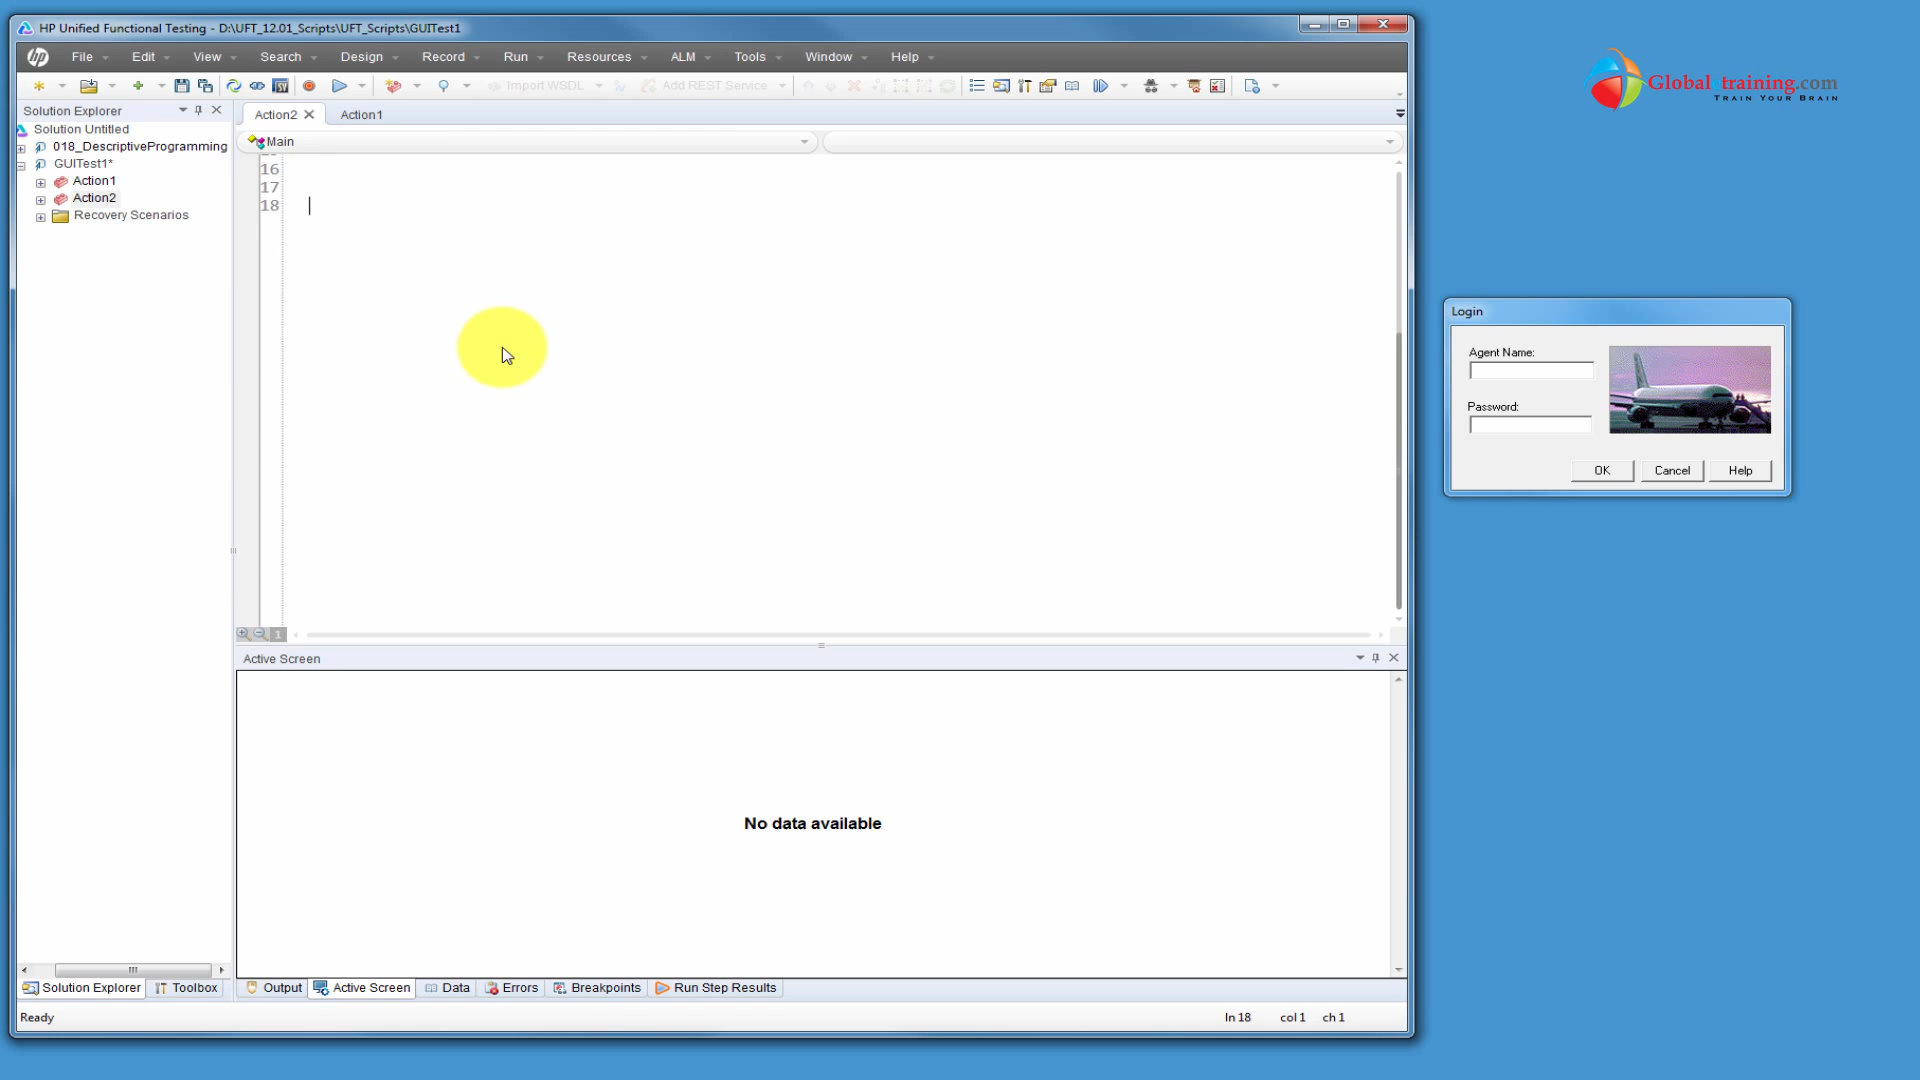 HP Unified Functional Testing - D:\UFT_12.01_Scripts\UFT_Scripts\GUITest1
hp File Edit View Search Design Record Run Resources ALM Tools Window Help
Import WSDL Add REST Service
Solution Explorer
Solution Untitled
018_DescriptiveProgramming
GUITest1*
Action1
Action2
Recovery Scenarios
Action2 Action1
Main
16
17
18
1
Active Screen
No data available
Solution Explorer Toolbox
Output Active Screen Data Errors Breakpoints Run Step Results
Ready
ln 18 col 1 ch 1
Login
Agent Name:
Password:
OK Cancel Help
Global training.com
TRAIN YOUR BRAIN